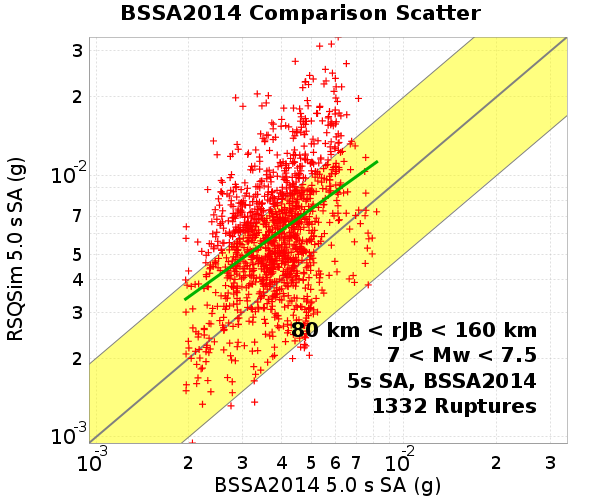 BSSA2014 Comparison Scatter
RSQSim 5.0 s SA (g)
3
2
10-2
7
5
4
3
2
10-3
80 km < rJB < 160 km
7 < Mw < 7.5
5s SA, BSSA2014
1332 Ruptures
10-3 2 3 4 5 6 7 10-2 2 3
BSSA2014 5.0 s SA (g)